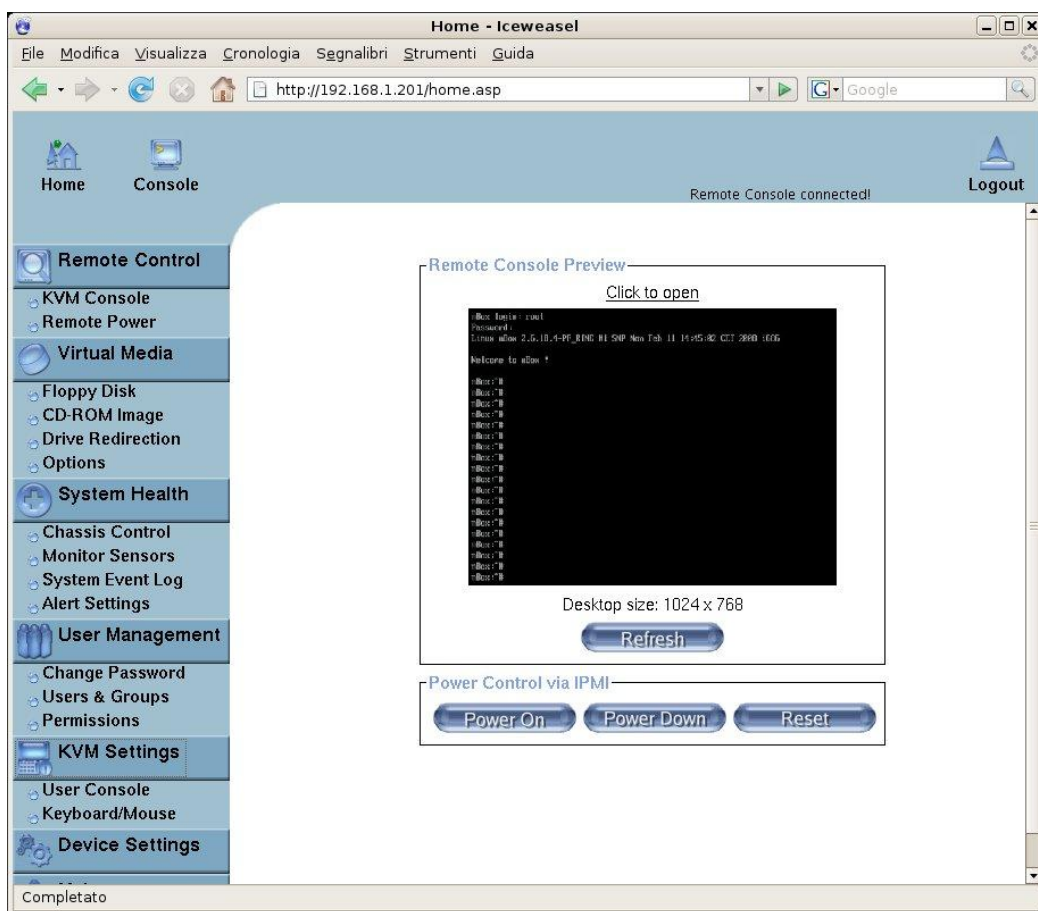 Home - Iceweasel
File Modifica Visualizza Cronologia Segnalibri Strumenti Guida
http://192.168.1.201/home.asp
G Google
Home Console
Remote Console connected!
Logout
Remote Control
KVM Console
Remote Power
Virtual Media
Floppy Disk
CD-ROM Image
Drive Redirection
Options
System Health
Chassis Control
Monitor Sensors
System Event Log
Alert Settings
User Management
Change Password
Users & Groups
Permissions
KVM Settings
User Console
Keyboard/Mouse
Device Settings
Remote Console Preview
Click to open
login: root
Password:
Linux
Welcome to
Desktop size: 1024 x 768
Refresh
Power Control via IPMI
Power On Power Down Reset
Completato